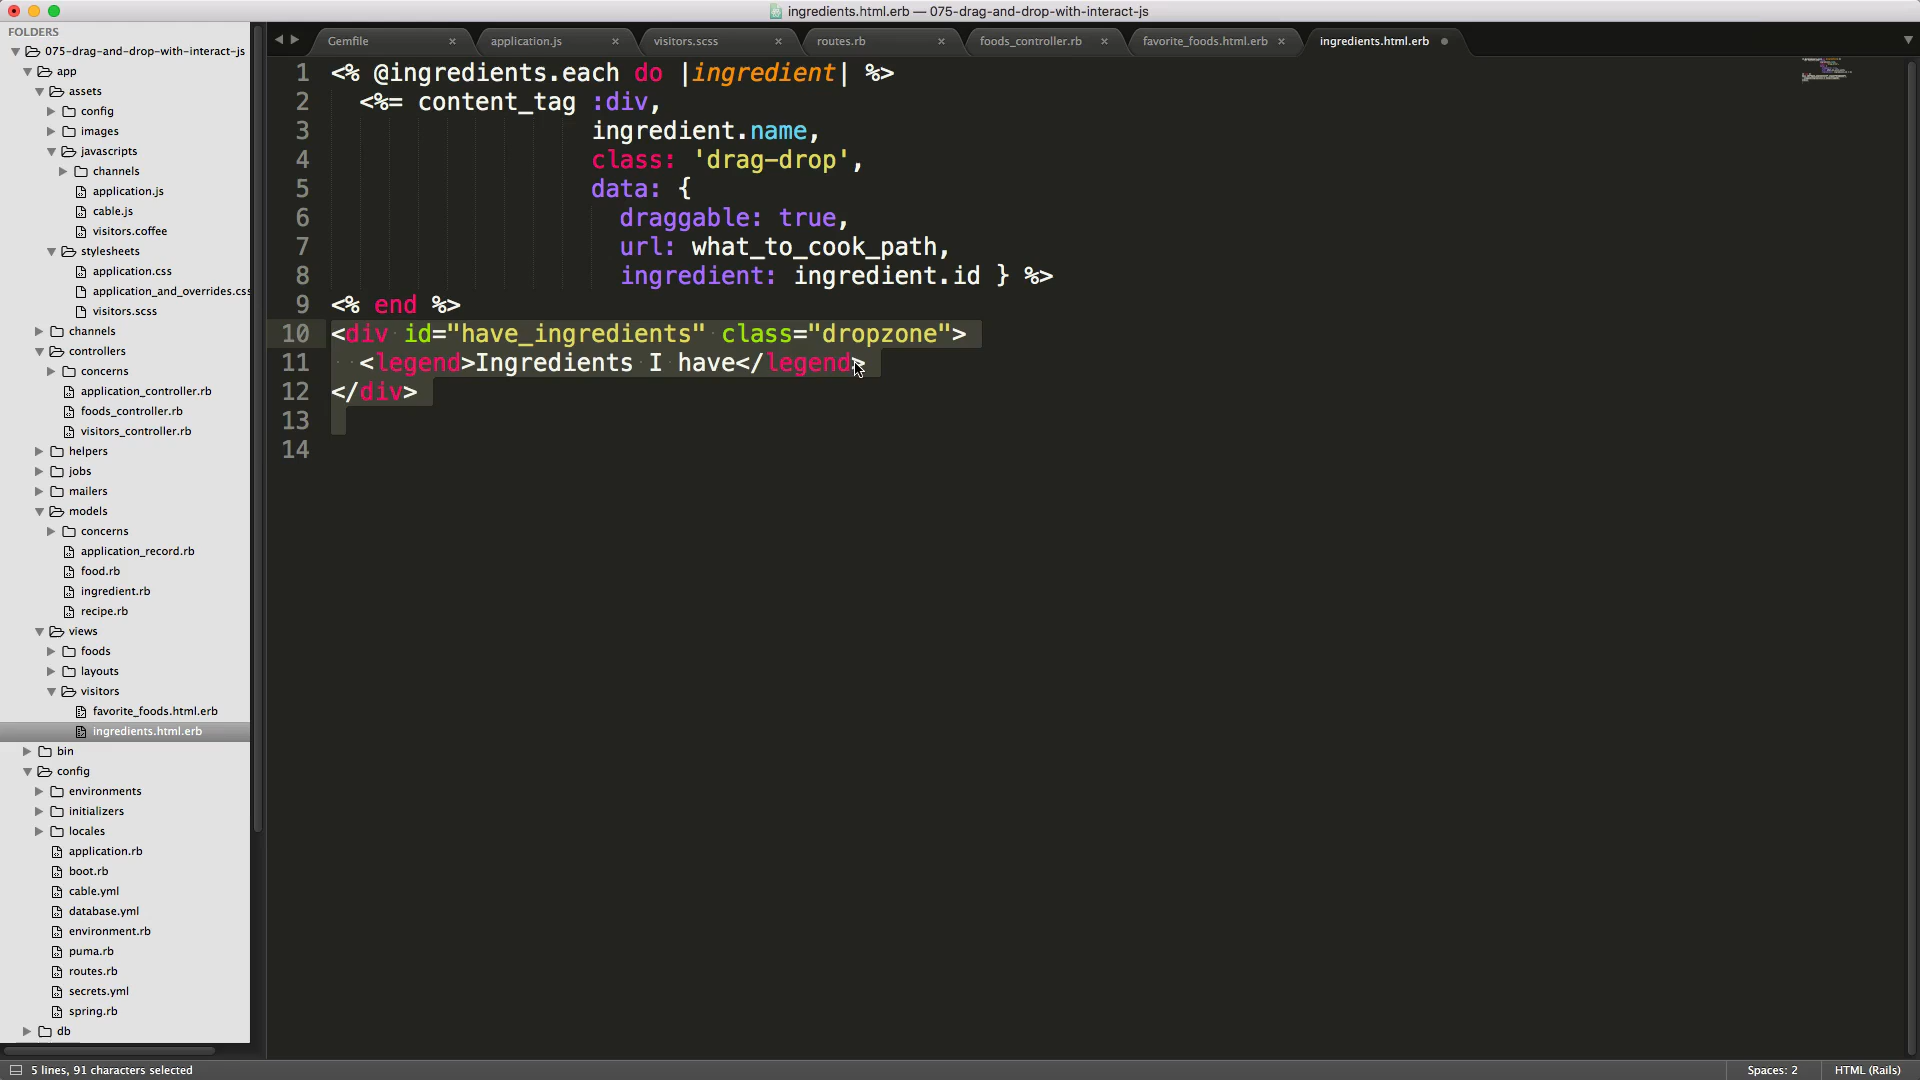 ingredients.html.erb — 075-drag-and-drop-with-interact-js
FOLDERS
075-drag-and-drop-with-interact-js
app
assets
config
images
javascripts
channels
application.js
cable.js
visitors.coffee
stylesheets
application.css
application_and_overrides.css
visitors.scss
channels
controllers
concerns
application_controller.rb
foods_controller.rb
visitors_controller.rb
helpers
jobs
mailers
models
concerns
application_record.rb
food.rb
ingredient.rb
recipe.rb
views
foods
layouts
visitors
favorite_foods.html.erb
ingredients.html.erb
bin
config
environments
initializers
locales
application.rb
boot.rb
cable.yml
database.yml
environment.rb
puma.rb
routes.rb
secrets.yml
spring.rb
db
Gemfile application.js visitors.scss routes.rb foods_controller.rb favorite_foods.html.erb ingredients.html.erb
1 <% @ingredients.each do |ingredient| %>
2 <%= content_tag :div,
3 ingredient.name,
4 class: 'drag-drop',
5 data: {
6 draggable: true,
7 url: what_to_cook_path,
8 ingredient: ingredient.id } %>
9 <% end %>
10 <div id="have_ingredients" class="dropzone">
11 <legend>Ingredients I have</legend>
12 </div>
13
14
5 lines, 91 characters selected Spaces: 2 HTML (Rails)